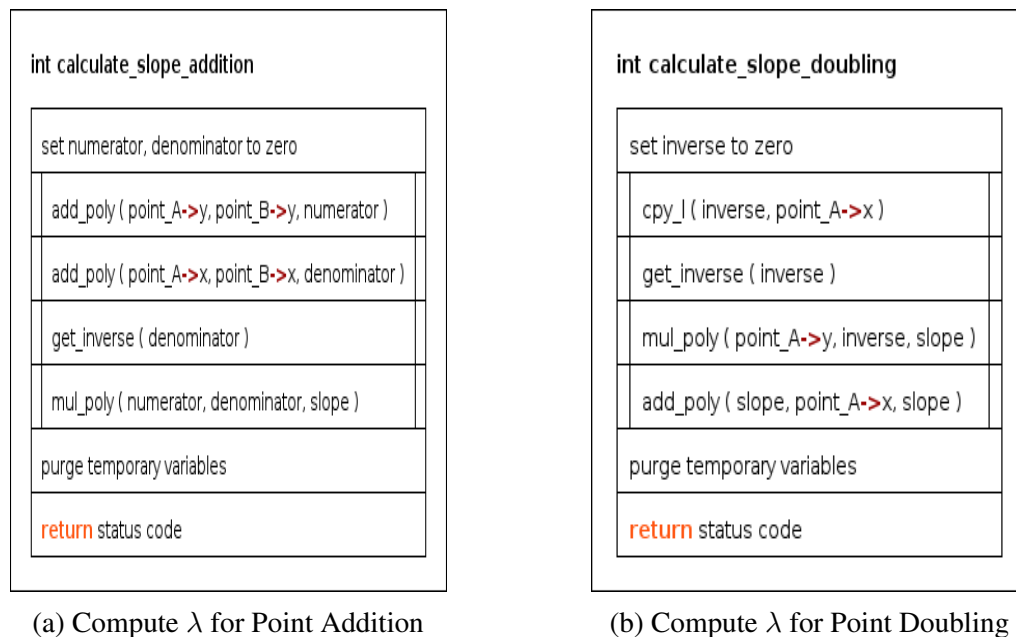 int calculate_slope_addition
set numerator, denominator to zero
add_poly ( point_A->y, point_B->y, numerator )
add_poly ( point_A->x, point_B->x, denominator )
get_inverse ( denominator )
mul_poly ( numerator, denominator, slope )
purge temporary variables
return status code
(a) Compute λ for Point Addition
int calculate_slope_doubling
set inverse to zero
cpy_l ( inverse, point_A->x )
get_inverse ( inverse )
mul_poly ( point_A->y, inverse, slope )
add_poly ( slope, point_A->x, slope )
purge temporary variables
return status code
(b) Compute λ for Point Doubling